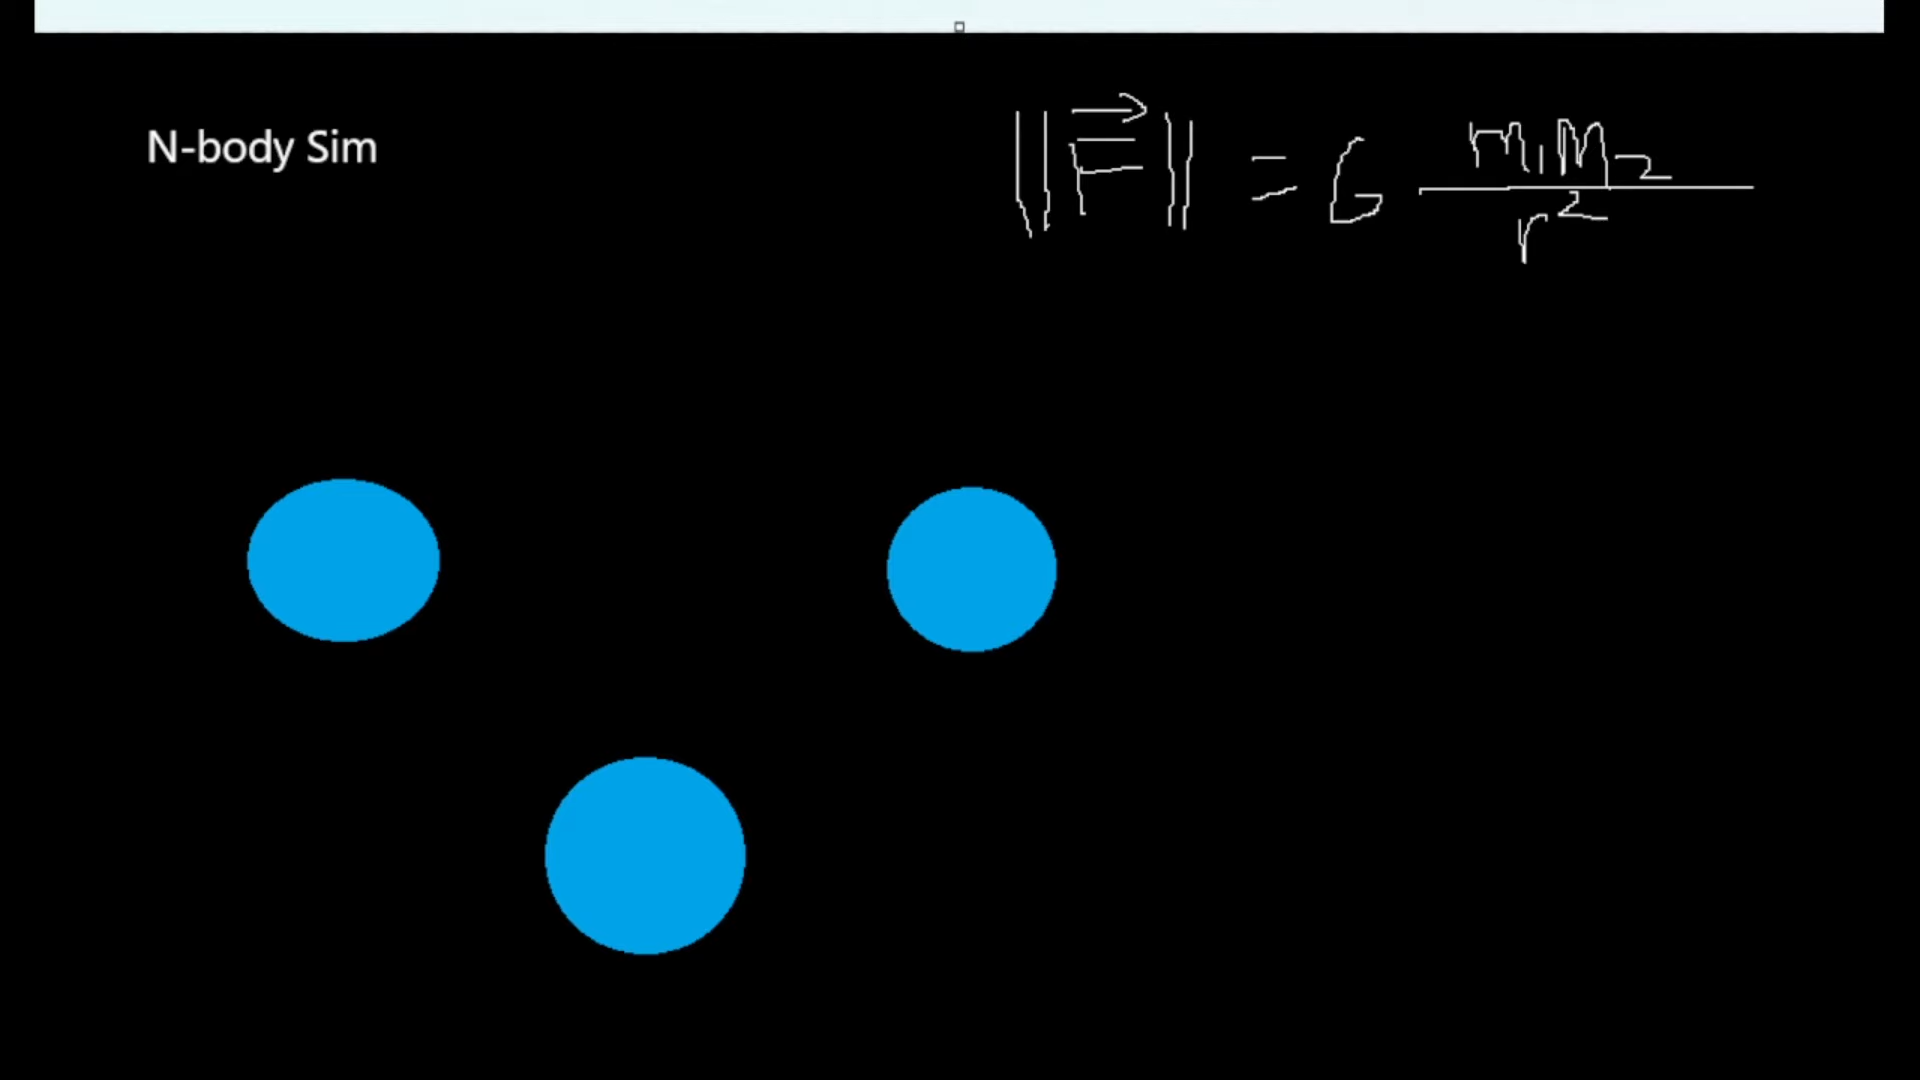 N-body Sim
||F⃗|| = G m₁m₂ / r²